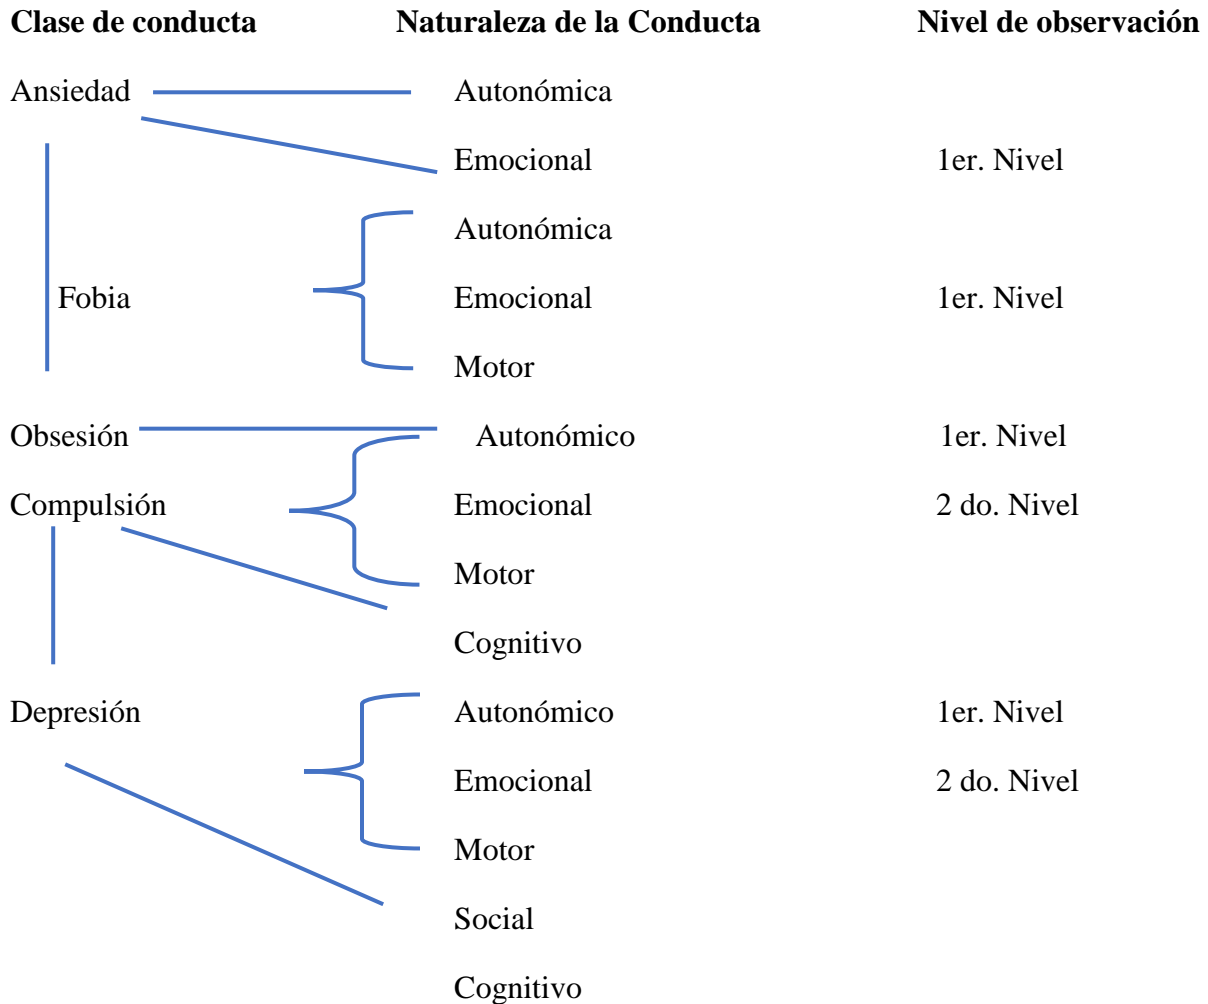 Clase de conducta Naturaleza de la Conducta Nivel de observación
Ansiedad Autonómica
Emocional 1er. Nivel
Autonómica
Fobia Emocional 1er. Nivel
Motor
Obsesión Autonómico 1er. Nivel
Compulsión Emocional 2 do. Nivel
Motor
Cognitivo
Depresión Autonómico 1er. Nivel
Emocional 2 do. Nivel
Motor
Social
Cognitivo